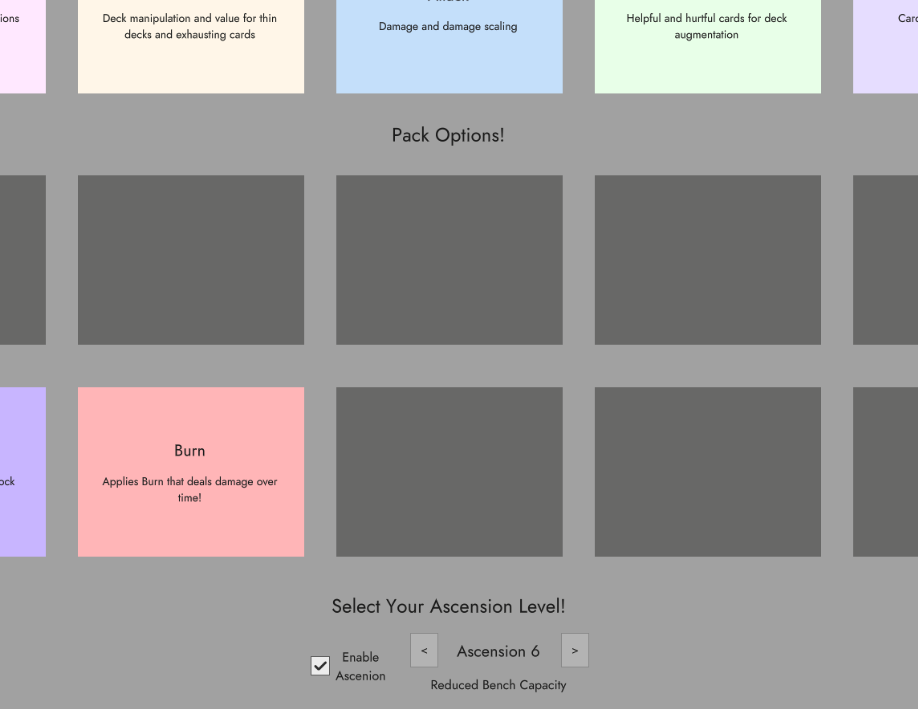 ions
Deck manipulation and value for thin
decks and exhausting cards
Damage and damage scaling
Helpful and hurtful cards for deck
augmentation
Pack Options!
ock
Burn
Applies Burn that deals damage over
time!
Select Your Ascension Level!
Enable
Ascenion
<
Ascension 6
>
Reduced Bench Capacity